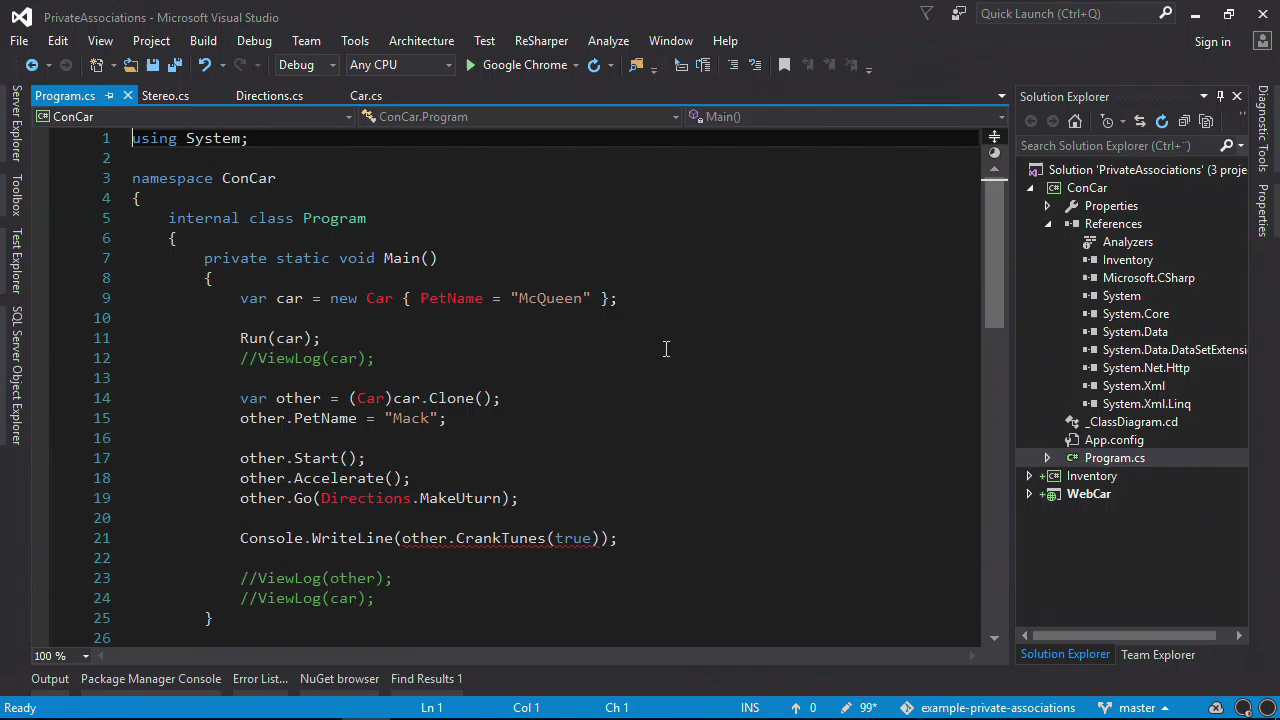 PrivateAssociations - Microsoft Visual Studio
Quick Launch (Ctrl+Q)
File Edit View Project Build Debug Team Tools Architecture Test ReSharper Analyze Window Help
Sign in
Debug Any CPU Google Chrome
Server Explorer
Toolbox
Test Explorer
SQL Server Object Explorer
Program.cs Stereo.cs Directions.cs Car.cs
ConCar ConCar.Program Main()
1 using System;
2
3 namespace ConCar
4 {
5 internal class Program
6 {
7 private static void Main()
8 {
9 var car = new Car { PetName = "McQueen" };
10
11 Run(car);
12 //ViewLog(car);
13
14 var other = (Car)car.Clone();
15 other.PetName = "Mack";
16
17 other.Start();
18 other.Accelerate();
19 other.Go(Directions.MakeUturn);
20
21 Console.WriteLine(other.CrankTunes(true));
22
23 //ViewLog(other);
24 //ViewLog(car);
25 }
26
100 %
Solution Explorer
Search Solution Explorer (Ctrl+
Solution 'PrivateAssociations' (3 proje
ConCar
Properties
References
Analyzers
Inventory
Microsoft.CSharp
System
System.Core
System.Data
System.Data.DataSetExtensi
System.Net.Http
System.Xml
System.Xml.Linq
_ClassDiagram.cd
App.config
Program.cs
Inventory
WebCar
Solution Explorer Team Explorer
Diagnostic Tools
Properties
Output Package Manager Console Error List... NuGet browser Find Results 1
Ready Ln 1 Col 1 Ch 1 INS 0 99* example-private-associations master